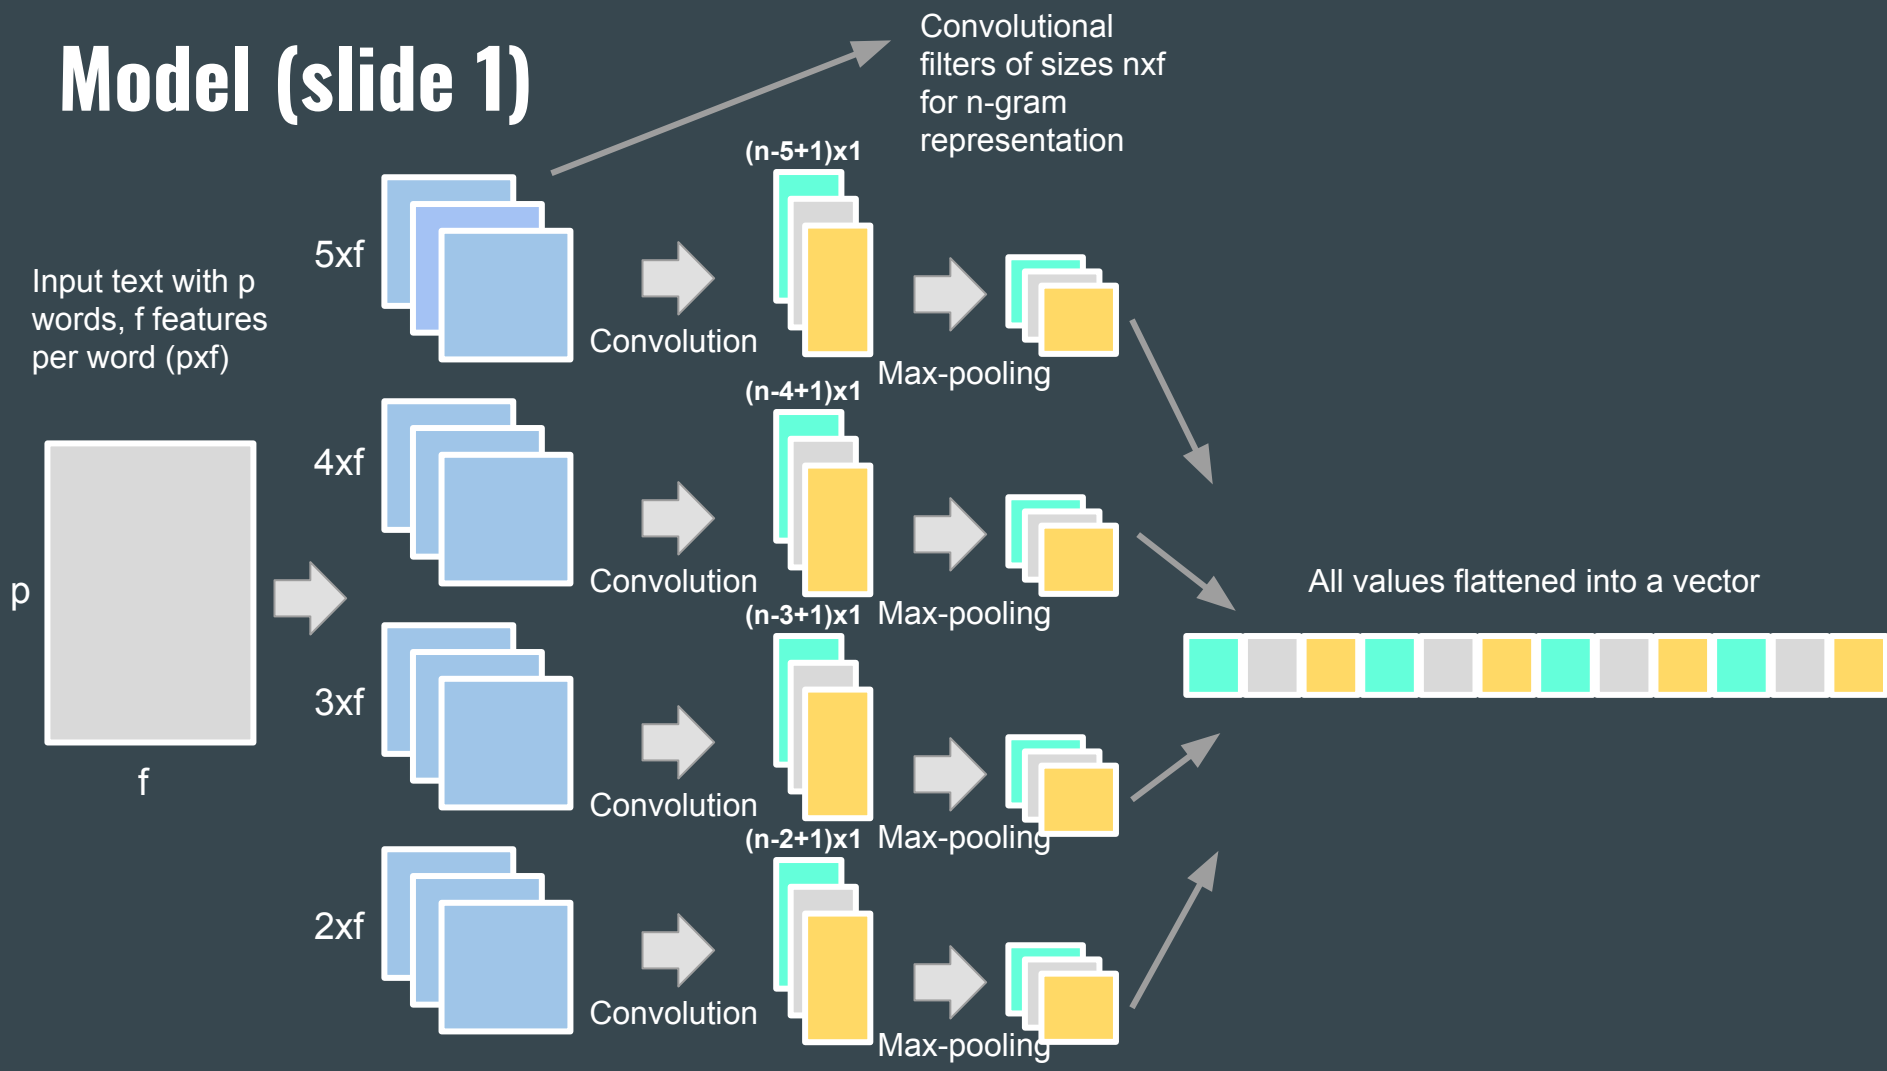 Model (slide 1)
Convolutional
filters of sizes nxf
for n-gram
representation
Input text with p
words, f features
per word (pxf)
p
f
5xf
Convolution
(n-5+1)x1
Max-pooling
4xf
Convolution
(n-4+1)x1
Max-pooling
3xf
Convolution
(n-3+1)x1
Max-pooling
2xf
Convolution
(n-2+1)x1
Max-pooling
All values flattened into a vector